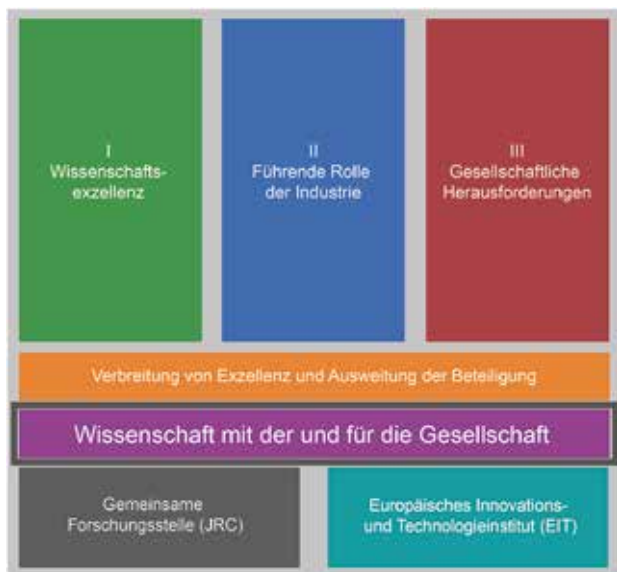 I
Wissenschafts-
exzellenz
II
Führende Rolle
der Industrie
III
Gesellschaftliche
Herausforderungen
Verbreitung von Exzellenz und Ausweitung der Beteiligung
Wissenschaft mit der und für die Gesellschaft
Gemeinsame
Forschungsstelle (JRC)
Europäisches Innovations-
und Technologieinstitut (EIT)